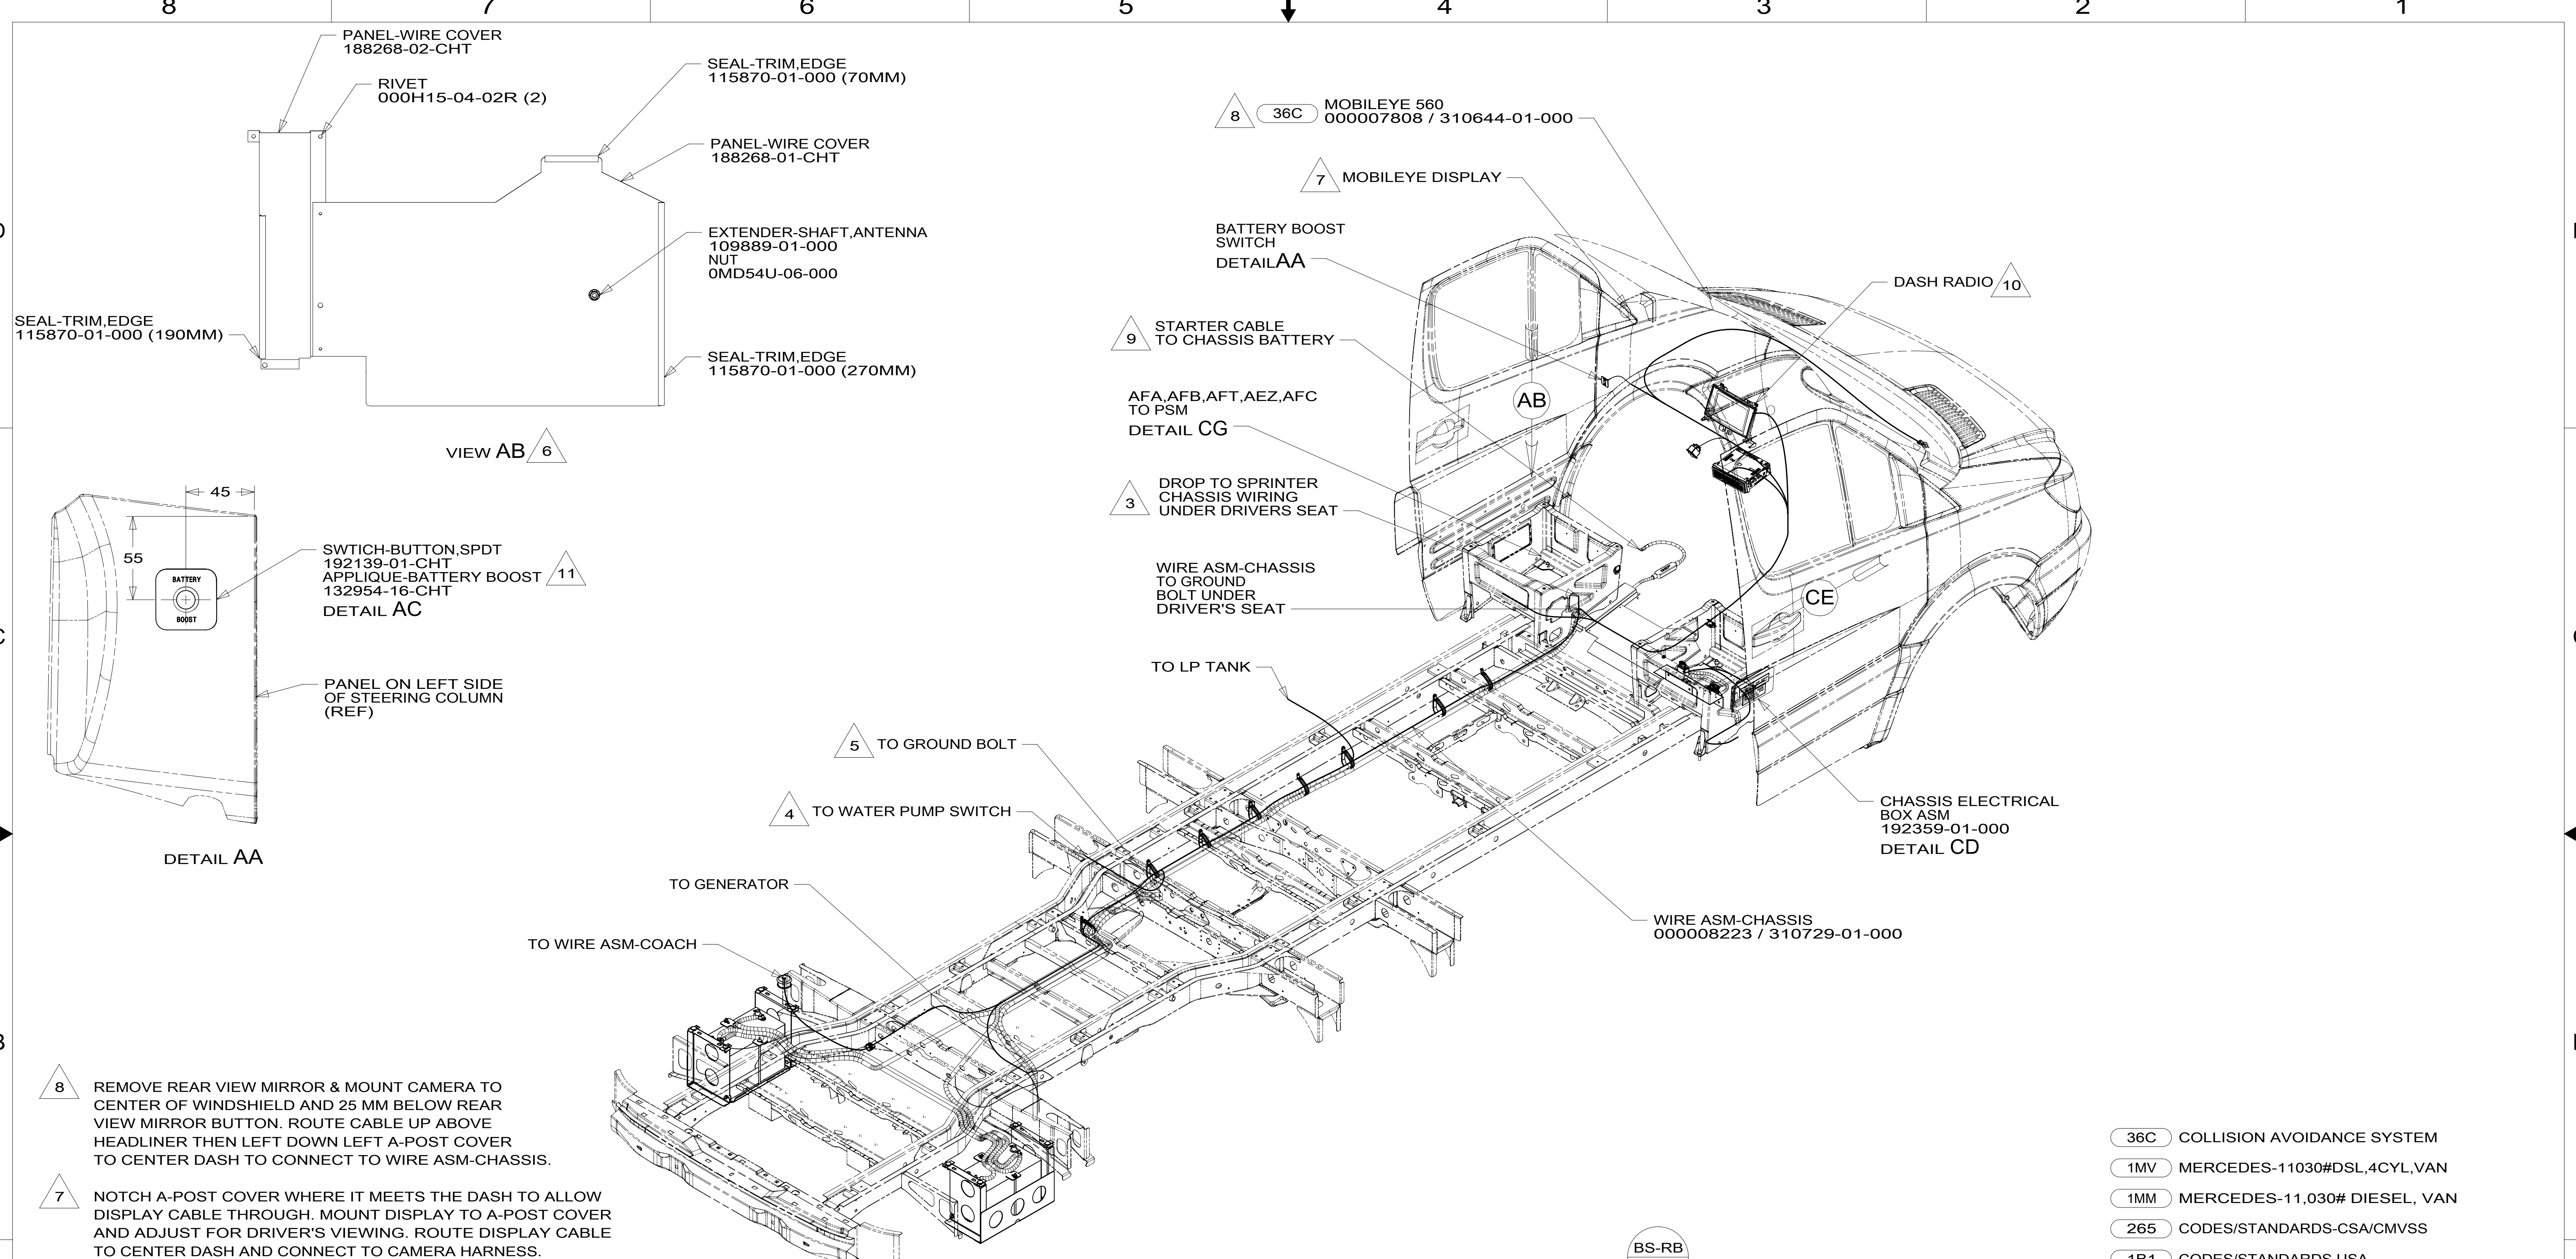 8 7 6 5 4 3 2 1
PANEL-WIRE COVER
188268-02-CHT
RIVET
000H15-04-02R (2)
SEAL-TRIM,EDGE
115870-01-000 (70MM)
PANEL-WIRE COVER
188268-01-CHT
EXTENDER-SHAFT,ANTENNA
109889-01-000
NUT
0MD54U-06-000
SEAL-TRIM,EDGE
115870-01-000 (190MM)
SEAL-TRIM,EDGE
115870-01-000 (270MM)
VIEW AB 6
45
55
BATTERY
BOOST
SWTICH-BUTTON,SPDT
192139-01-CHT
APPLIQUE-BATTERY BOOST 11
132954-16-CHT
DETAIL AC
PANEL ON LEFT SIDE
OF STEERING COLUMN
(REF)
DETAIL AA
8 36C MOBILEYE 560
000007808 / 310644-01-000
7 MOBILEYE DISPLAY
BATTERY BOOST
SWITCH
DETAIL AA
DASH RADIO 10
9 STARTER CABLE
TO CHASSIS BATTERY
AFA,AFB,AFT,AEZ,AFC
TO PSM
DETAIL CG
AB
3 DROP TO SPRINTER
CHASSIS WIRING
UNDER DRIVERS SEAT
WIRE ASM-CHASSIS
TO GROUND
BOLT UNDER
DRIVER'S SEAT
CE
TO LP TANK
5 TO GROUND BOLT
4 TO WATER PUMP SWITCH
CHASSIS ELECTRICAL
BOX ASM
192359-01-000
DETAIL CD
TO GENERATOR
WIRE ASM-CHASSIS
000008223 / 310729-01-000
TO WIRE ASM-COACH
8 REMOVE REAR VIEW MIRROR & MOUNT CAMERA TO
CENTER OF WINDSHIELD AND 25 MM BELOW REAR
VIEW MIRROR BUTTON. ROUTE CABLE UP ABOVE
HEADLINER THEN LEFT DOWN LEFT A-POST COVER
TO CENTER DASH TO CONNECT TO WIRE ASM-CHASSIS.
7 NOTCH A-POST COVER WHERE IT MEETS THE DASH TO ALLOW
DISPLAY CABLE THROUGH. MOUNT DISPLAY TO A-POST COVER
AND ADJUST FOR DRIVER'S VIEWING. ROUTE DISPLAY CABLE
TO CENTER DASH AND CONNECT TO CAMERA HARNESS.
BS-RB
36C COLLISION AVOIDANCE SYSTEM
1MV MERCEDES-11030#DSL,4CYL,VAN
1MM MERCEDES-11,030# DIESEL, VAN
265 CODES/STANDARDS-CSA/CMVSS
CODES/STANDARDS-USA